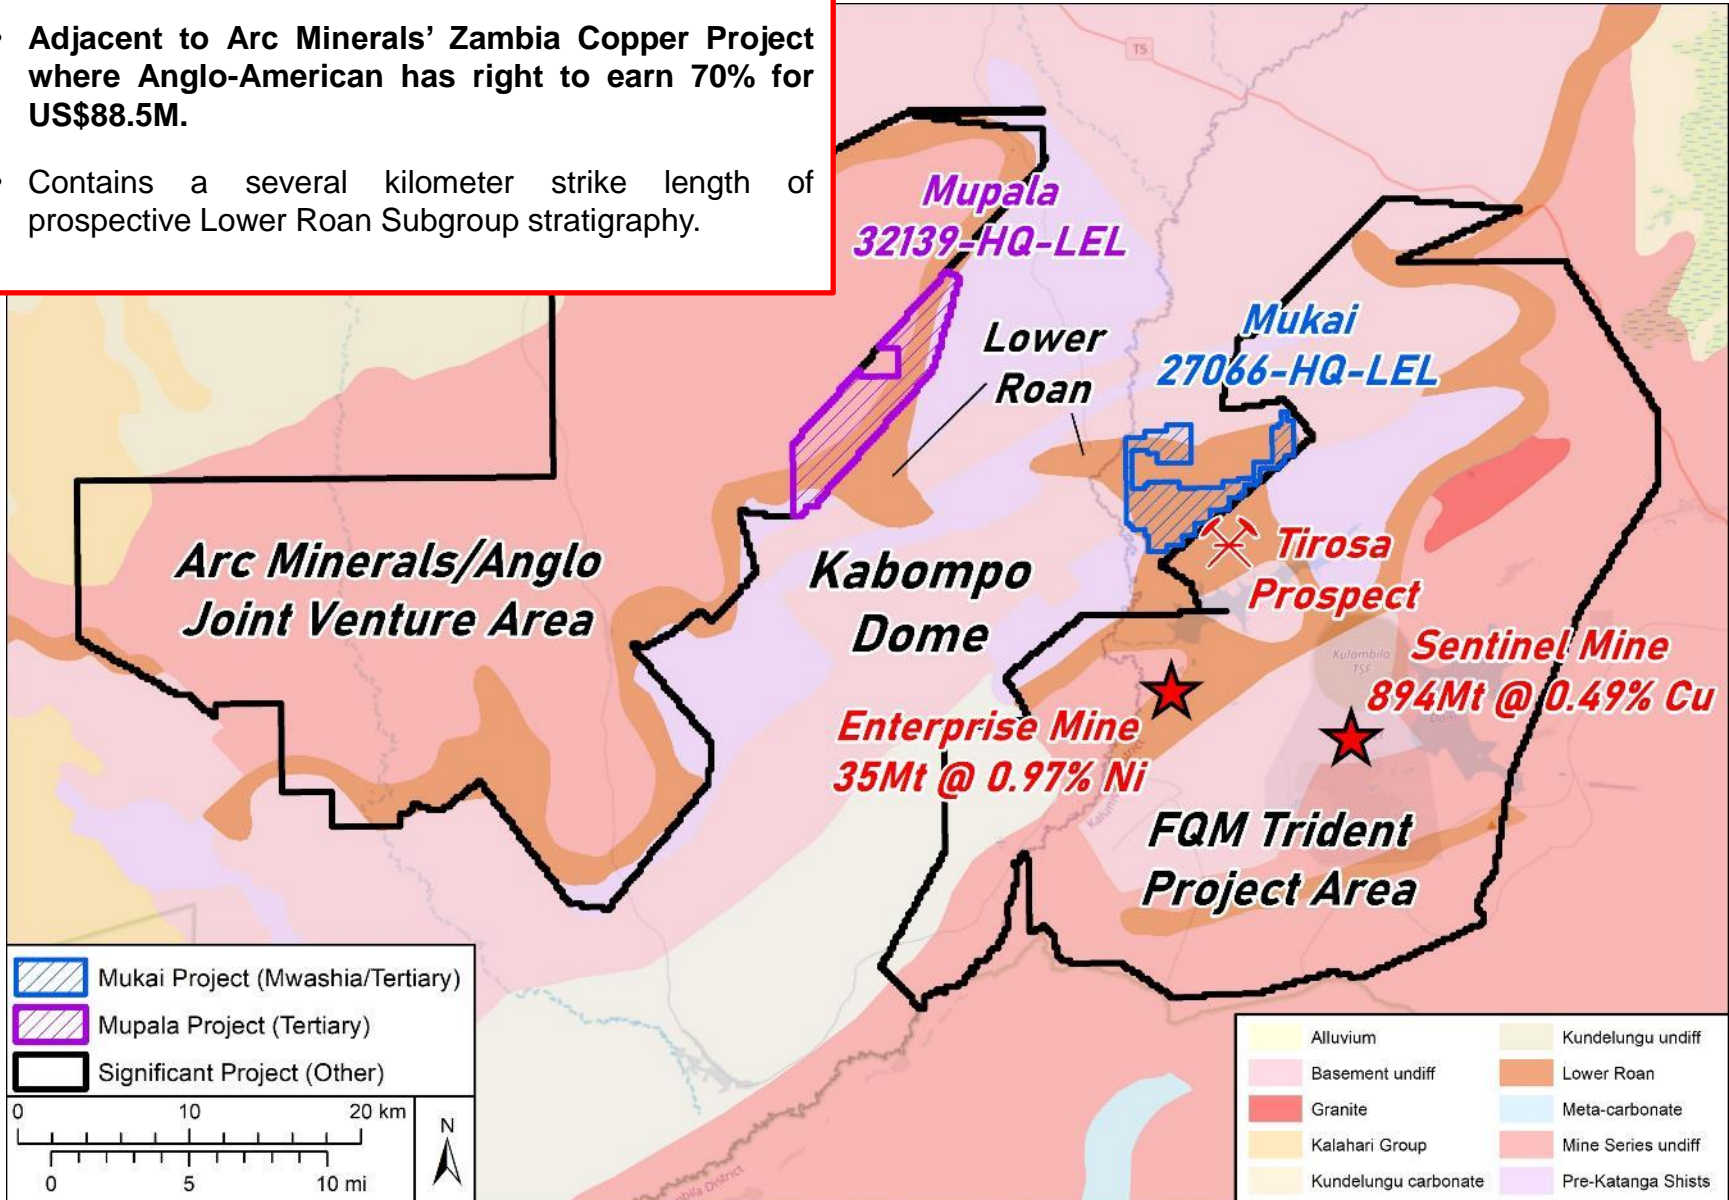 • Adjacent to Arc Minerals’ Zambia Copper Project
where Anglo-American has right to earn 70% for
US$88.5M.
• Contains a several kilometer strike length of
prospective Lower Roan Subgroup stratigraphy.
T5
Mupala
32139-HQ-LEL
Lower
Roan
Mukai
27066-HQ-LEL
Arc Minerals/Anglo
Joint Venture Area
Kabompo
Dome
Tirosa
Prospect
Kulambilo
TSF
Sentinel Mine
894Mt @ 0.49% Cu
Enterprise Mine
35Mt @ 0.97% Ni
District
FQM Trident
Project Area
Mukai Project (Mwashia/Tertiary)
Mupala Project (Tertiary)
Significant Project (Other)
0 10 20 km
0 5 10 mi
N
District
Alluvium
Basement undiff
Granite
Kalahari Group
Kundelungu carbonate
Kundelungu undiff
Lower Roan
Meta-carbonate
Mine Series undiff
Pre-Katanga Shists